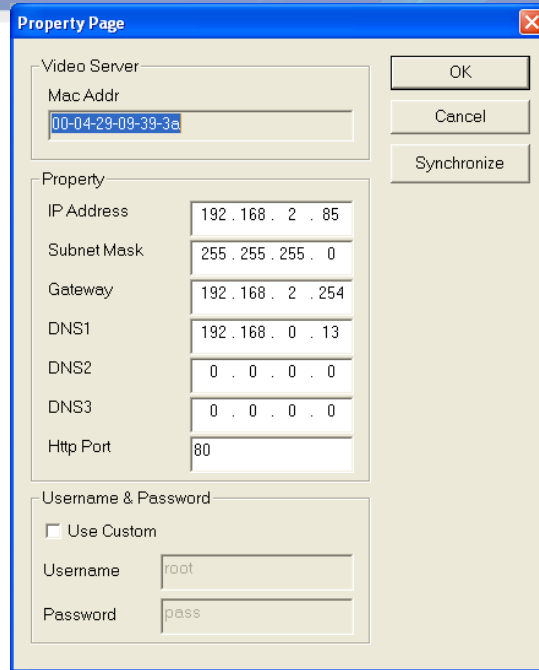 Property Page
Video Server
OK
Mac Addr
00-04-29-09-39-3a
Cancel
Synchronize
Property
IP Address 192 . 168 . 2 . 85
Subnet Mask 255 . 255 . 255 . 0
Gateway 192 . 168 . 2 . 254
DNS1 192 . 168 . 0 . 13
DNS2 0 . 0 . 0 . 0
DNS3 0 . 0 . 0 . 0
Http Port 80
Username & Password
Use Custom
Username root
Password pass